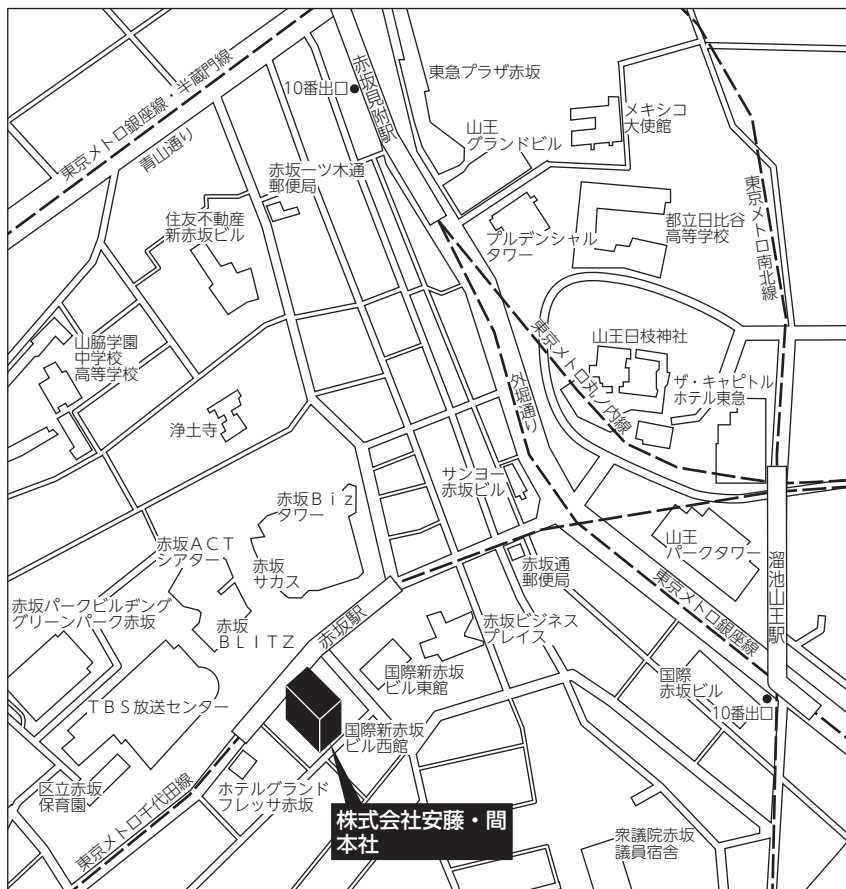 東急プラザ赤坂
10番出口
赤坂見附駅
メキシコ
大使館
山王
グランドビル
東京メトロ銀座線・半蔵門線
青山通り
赤坂一ツ木通
郵便局
住友不動産
新赤坂ビル
プルデンシャル
タワー
都立日比谷
高等学校
東京メトロ南北線
山脇学園
中学校
高等学校
山王日枝神社
東京メトロ丸ノ内線
外堀通り
ザ・キャピトル
ホテル東急
浄土寺
サンヨー
赤坂ビル
赤坂Ｂｉｚ
タワー
赤坂ＡＣＴ
シアター
赤坂
サカス
山王
パークタワー
溜池山王駅
赤坂通
郵便局
東京メトロ銀座線
赤坂パークビルヂング
グリーンパーク赤坂
赤坂
ＢＬＩＴＺ
赤坂駅
赤坂ビジネス
プレイス
国際新赤坂
ビル東館
国際
赤坂ビル
10番出口
ＴＢＳ放送センター
国際新赤坂
ビル西館
区立赤坂
保育園
ホテルグランド
フレッサ赤坂
東京メトロ千代田線
株式会社安藤・間
本社
衆議院赤坂
議員宿舎